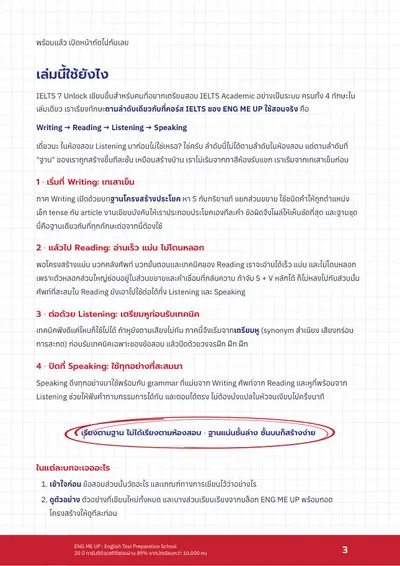 พร้อมแล้ว เปิดหน้าถัดไปกันเลย
เล่มนี้ใช้ยังไง
IELTS 7 Unlock เขียนขึ้นสำหรับคนที่อยากเตรียมสอบ IELTS Academic อย่างเป็นระบบ ครบทั้ง 4 ทักษะใน
เล่มเดียว เราเรียงทักษะตามลำดับเดียวกับที่คอร์ส IELTS ของ ENG ME UP ใช้สอนจริง คือ
Writing → Reading → Listening → Speaking
เดี๋ยวนะ ในห้องสอบ Listening มาก่อนไม่ใช่เหรอ? ใช่ครับ ลำดับนี้ไม่ได้ตามลำดับในห้องสอบ แต่ตามลำดับที่
"ฐาน" ของเราถูกสร้างขึ้นทีละชั้น เหมือนสร้างบ้าน เราไม่เริ่มจากทาสีห้องรับแขก เราเริ่มจากเทเสาเข็มก่อน
1 · เริ่มที่ Writing: เทเสาเข็ม
ภาค Writing เปิดด้วยบทฐานโครงสร้างประโยค หา S กับกริยาแท้ แยกส่วนขยาย ใช้ชนิดคำให้ถูกตำแหน่ง
เช็ก tense กับ article งานเขียนบังคับให้เราประกอบประโยคเองทีละคำ ข้อผิดจึงโผล่ให้เห็นชัดที่สุด และฐานชุด
นี้คือฐานเดียวกับที่ทุกทักษะต่อจากนี้ต้องใช้
2 · แล้วไป Reading: อ่านเร็ว แม่น ไม่โดนหลอก
พอโครงสร้างแน่น บวกคลังศัพท์ บวกขั้นตอนและเทคนิคของ Reading เราจะอ่านได้เร็ว แม่น และไม่โดนหลอก
เพราะตัวหลอกส่วนใหญ่ซ่อนอยู่ในส่วนขยายและคำเชื่อมที่กลับความ ถ้าจับ S + V หลักได้ ก็ไม่หลงไปกับส่วนนั้น
ศัพท์ที่สะสมใน Reading ยังเอาไปใช้ต่อได้ทั้ง Listening และ Speaking
3 · ต่อด้วย Listening: เตรียมหูก่อนรับเทคนิค
เทคนิคฟังดีแค่ไหนก็ใช้ไม่ได้ ถ้าหูยังตามเสียงไม่ทัน ภาคนี้จึงเริ่มจากเตรียมหู (synonym สำเนียง เสียงกร่อน
การสะกด) ก่อนรับเทคนิคเฉพาะของข้อสอบ แล้วปิดด้วยวงจรฝึก ฝึก ฝึก
4 · ปิดที่ Speaking: ใช้ทุกอย่างที่สะสมมา
Speaking ดึงทุกอย่างมาใช้พร้อมกัน grammar ที่แม่นจาก Writing ศัพท์จาก Reading และหูที่พร้อมจาก
Listening ช่วยให้ฟังคำถามกรรมการได้ทัน และตอบได้ตรง ไม่ต้องนั่งแปลในหัวจนเงียบไปครึ่งนาที
เรียงตามฐาน ไม่ได้เรียงตามห้องสอบ · ฐานแน่นชั้นล่าง ชั้นบนก็สร้างง่าย
ในแต่ละบทจะเจออะไร
1. เข้าใจก่อน ข้อสอบส่วนนั้นวัดอะไร และเกณฑ์ทางการเขียนไว้ว่าอย่างไร
2. ดูตัวอย่าง ตัวอย่างที่เขียนใหม่ทั้งหมด และบางส่วนเรียบเรียงจากบล็อก ENG ME UP พร้อมถอด
โครงสร้างให้ดูทีละก่อน
ENG ME UP : English Test Preparation School
3